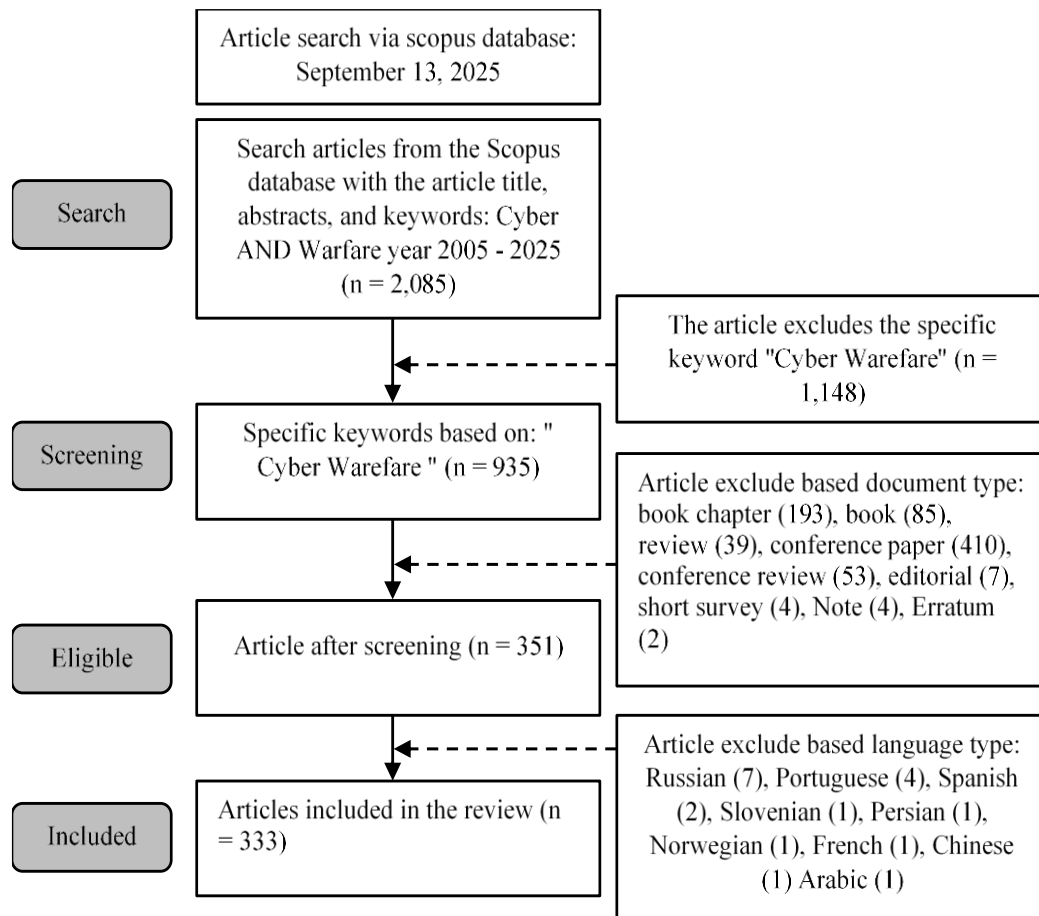 Article search via scopus database:
September 13, 2025
Search
Search articles from the Scopus
database with the article title,
abstracts, and keywords: Cyber
AND Warfare year 2005 - 2025
(n = 2,085)
The article excludes the specific
keyword "Cyber Warefare" (n =
1,148)
Screening
Specific keywords based on: "
Cyber Warefare " (n = 935)
Article exclude based document type:
book chapter (193), book (85),
review (39), conference paper (410),
conference review (53), editorial (7),
short survey (4), Note (4), Erratum
(2)
Eligible
Article after screening (n = 351)
Article exclude based language type:
Russian (7), Portuguese (4), Spanish
(2), Slovenian (1), Persian (1),
Norwegian (1), French (1), Chinese
(1) Arabic (1)
Included
Articles included in the review (n
= 333)